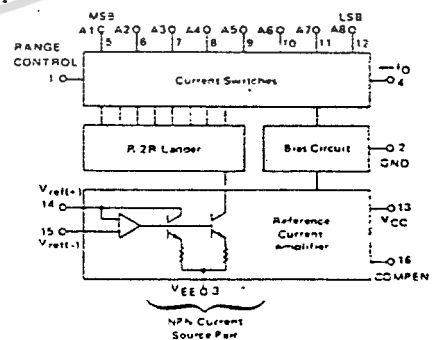 MSB LSB
A1 A2 A3 A4 A5 A6 A7 A8
5 6 7 8 9 10 11 12
RANGE
CONTROL
1
Current Switches
IO
4
R-2R Ladder
Bias Circuit
2
GND
Vref(+)
14
15
Vref(-)
Reference
Current
Amplifier
13
VCC
16
COMPEN
VEE 3
NPN Current
Source Pair